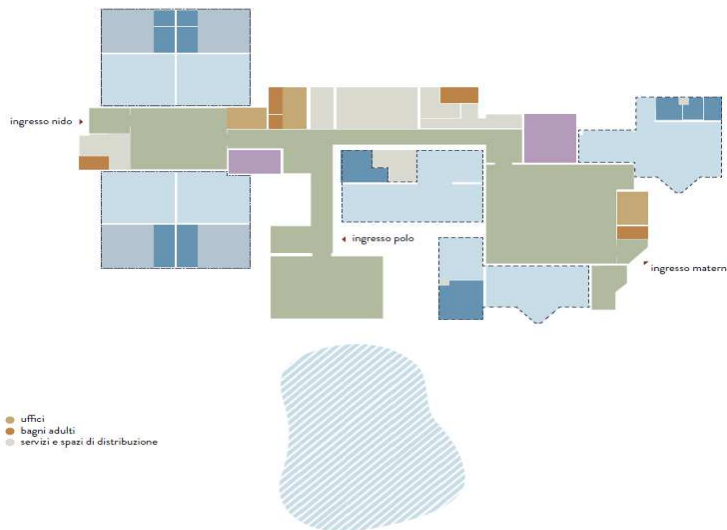 ingresso nido
ingresso polo
ingresso matern
uffici
bagni adulti
servizi e spazi di distribuzione